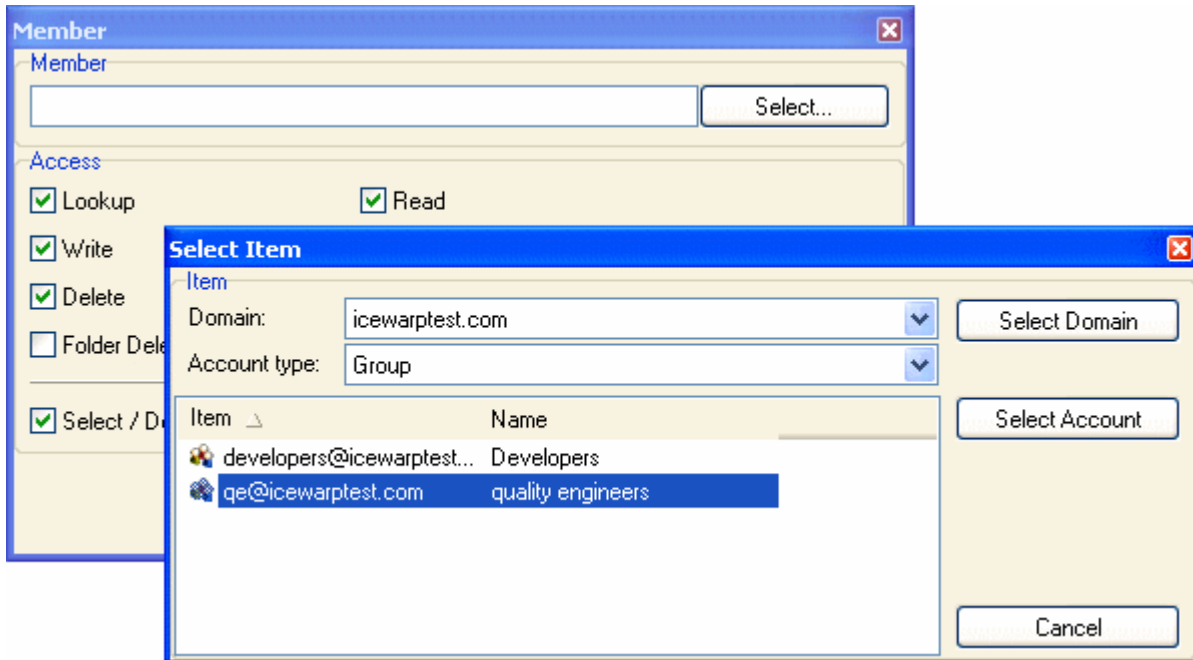 Member
Member
Select...
Access
Lookup Read
Write
Delete
Folder Dele
Select / De
Select Item
Item
Domain: icewarptest.com Select Domain
Account type: Group
Select Account
Item Name
developers@icewarptest... Developers
qe@icewarptest.com quality engineers
Cancel